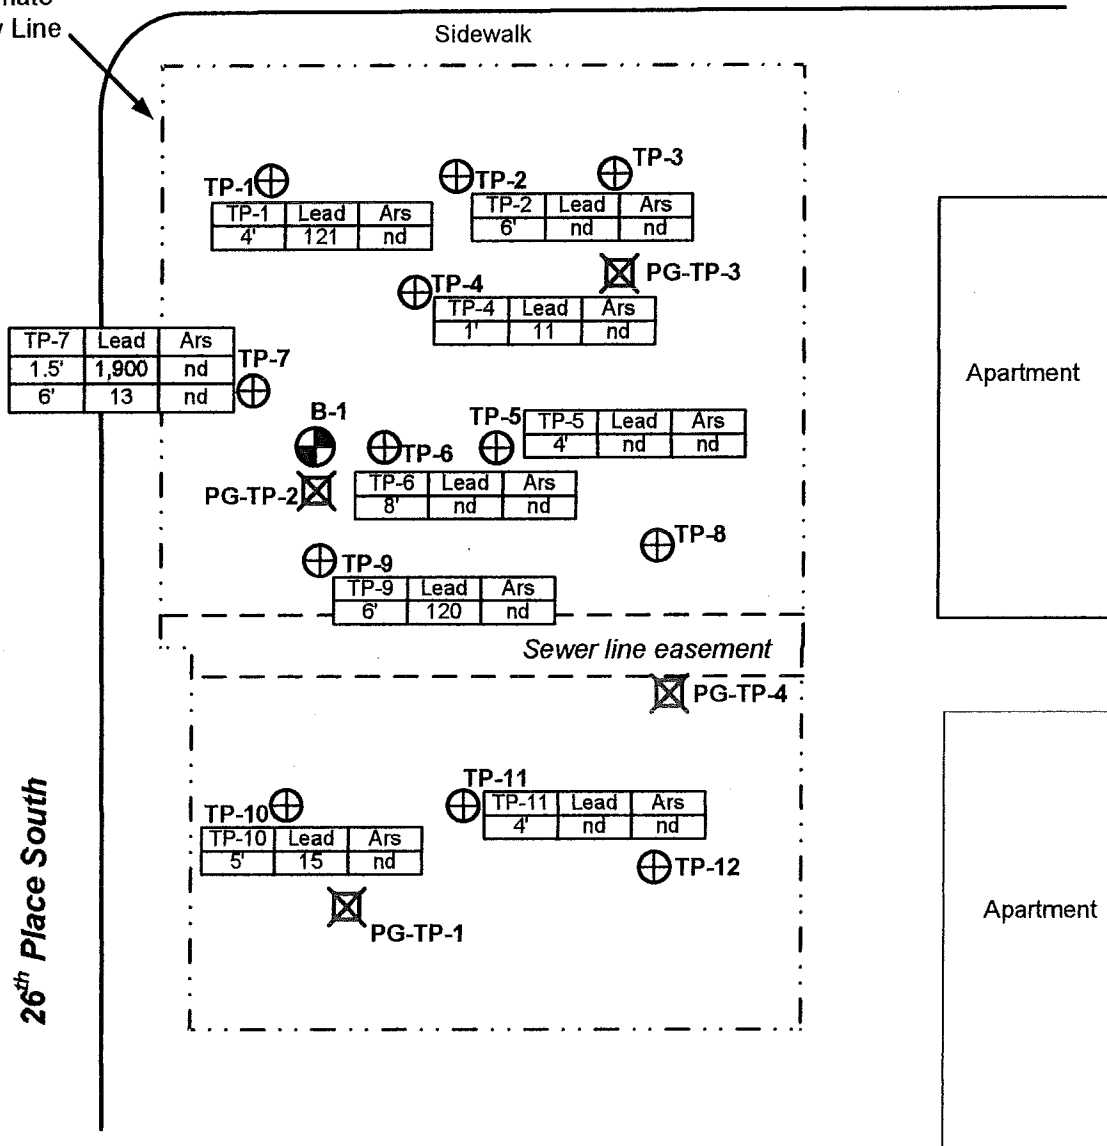 y Line
Sidewalk
TP-1
TP-1 Lead Ars
4' 121 nd
TP-2
TP-2 Lead Ars
6' nd nd
TP-3
PG-TP-3
TP-4
TP-4 Lead Ars
1' 11 nd
TP-7 Lead Ars
1.5' 1,900 nd
6' 13 nd
TP-7
Apartment
B-1
TP-6
TP-5
TP-5 Lead Ars
4' nd nd
PG-TP-2
TP-6 Lead Ars
8' nd nd
TP-8
TP-9
TP-9 Lead Ars
6' 120 nd
Sewer line easement
PG-TP-4
TP-10
TP-10 Lead Ars
5' 15 nd
TP-11
TP-11 Lead Ars
4' nd nd
TP-12
PG-TP-1
Apartment
26th Place South